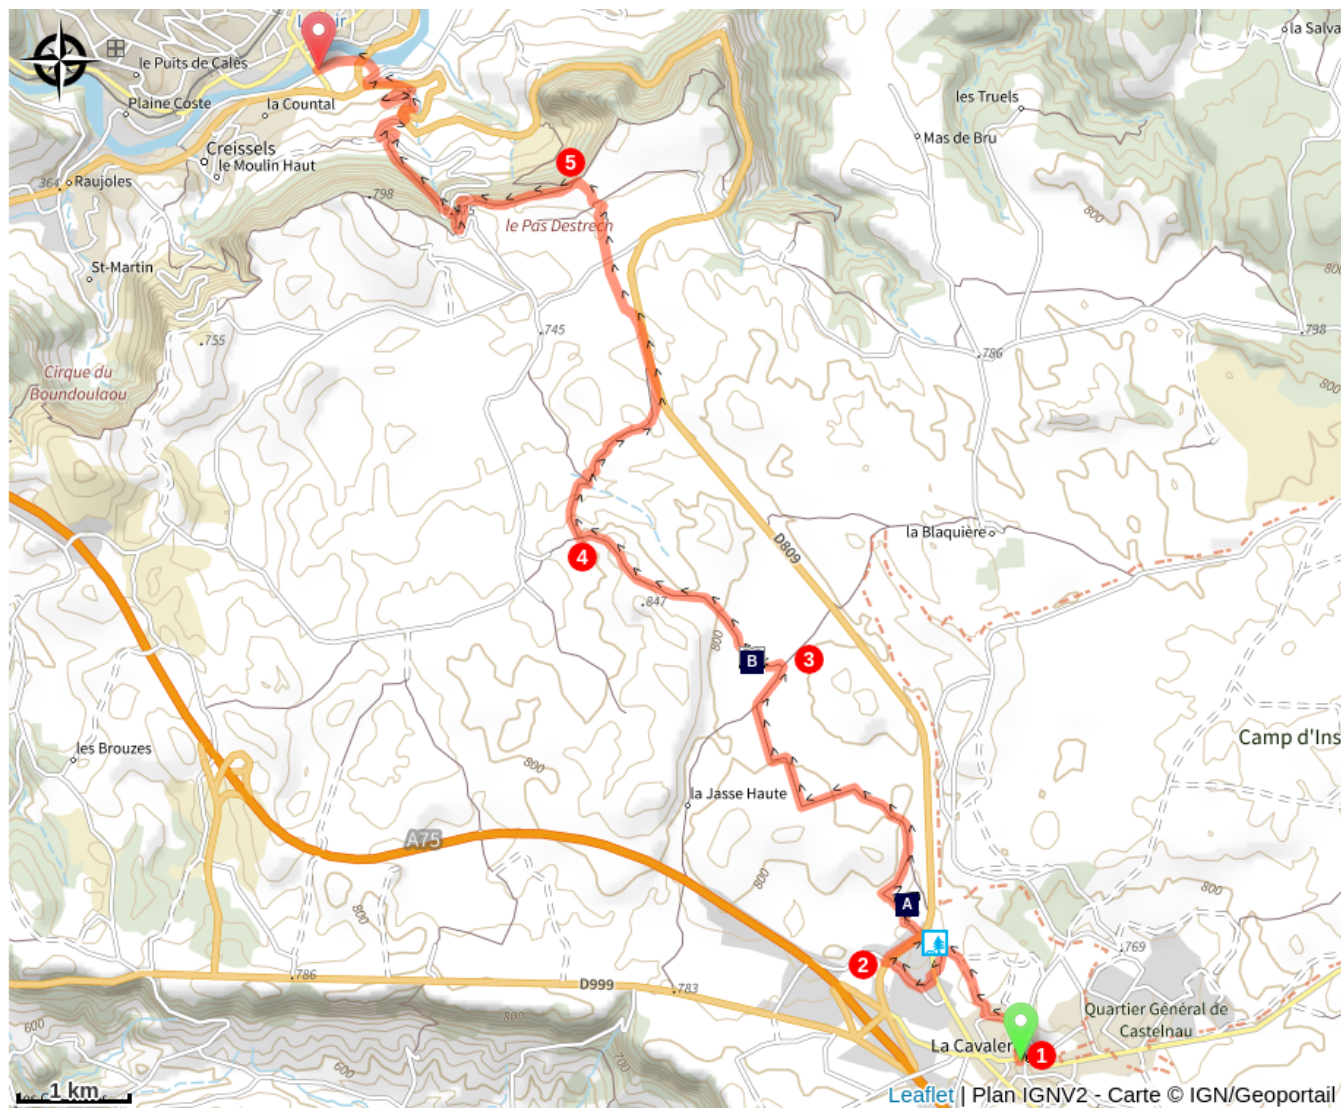 la Salva
le Puits de Calès
Plaine Coste
la Countal
les Truels
Mas de Bru
Creissels
le Moulin Haut
5
364
Raujoles
798
800
le Pas Destrech
St-Martin
800
755
745
798
786
Cirque du
Boundoulaou
800
D809
la Blaquière
4
847
800
B
3
les Brouzes
800
Camp d'Ins
la Jasse Haute
A75
800
800
800
A
769
2
786
D999
783
600
800
Quartier Général de
Castelnau
La Cavaler
1
600
700
1 km
Leaflet | Plan IGNV2 - Carte © IGN/Geoportail